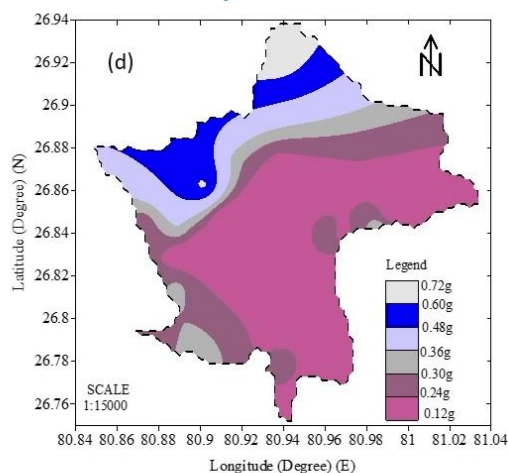 (d)
N
Latitude (Degree) (N)
26.94
26.92
26.9
26.88
26.86
26.84
26.82
26.8
26.78
26.76
Legend
0.72g
0.60g
0.48g
0.36g
0.30g
0.24g
0.12g
SCALE
1:15000
80.84 80.86 80.88 80.9 80.92 80.94 80.96 80.98 81 81.02 81.04
Longitude (Degree) (E)